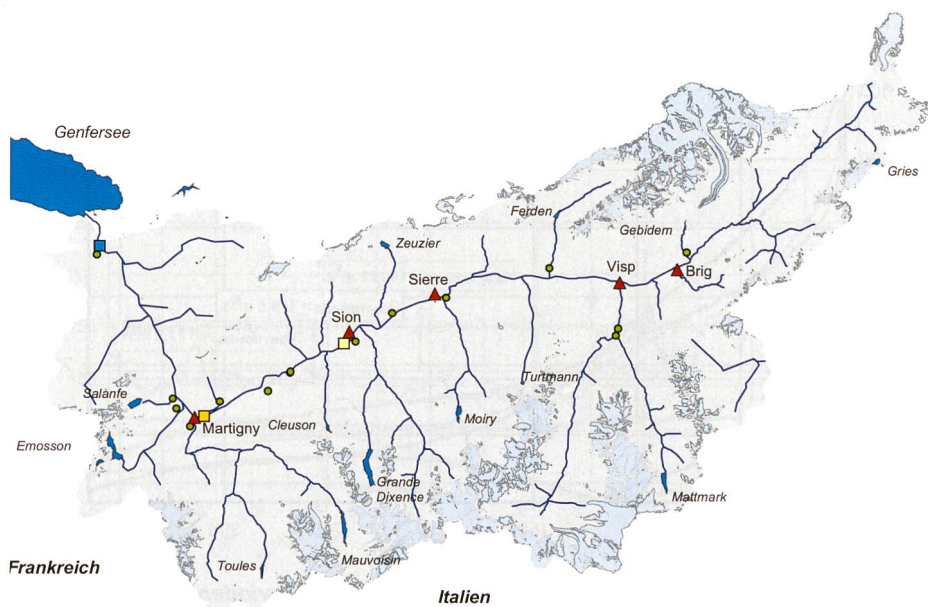 Genfersee
Gries
Ferden
Gebidem
Zeuzier
Visp
Brig
Sierre
Sion
Salanfe
Turtmann
Martigny
Cleuson
Moiry
Emosson
Grande
Dixence
Mattmark
Frankreich
Toules
Mauvoisin
Italien